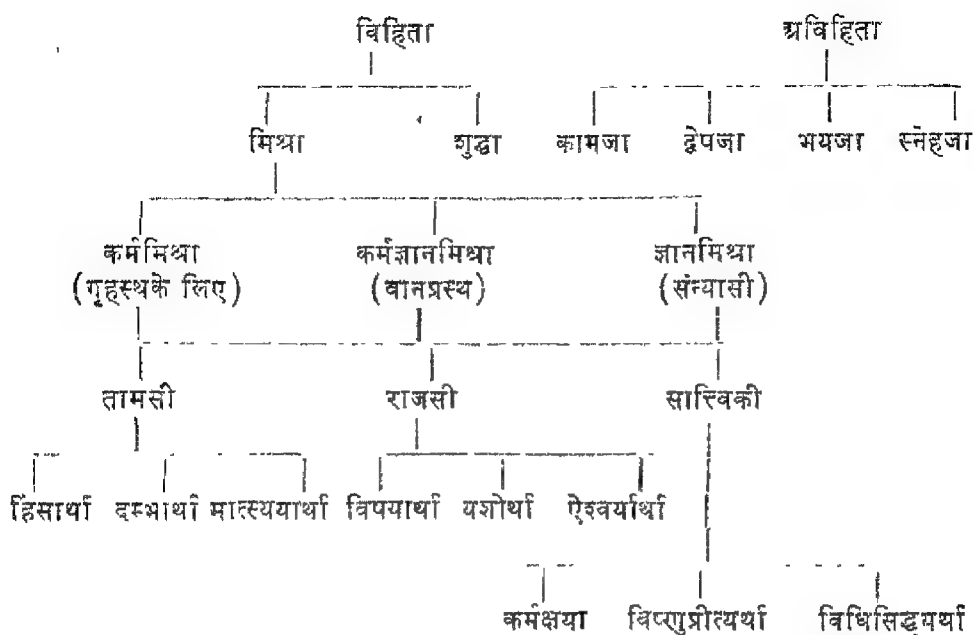 विहिता अविहिता
मिश्रा शुद्धा कामजा द्वेषजा भयजा स्नेहजा
कर्ममिश्रा कर्मज्ञानमिश्रा ज्ञानमिश्रा
(गृहस्थके लिए) (वानप्रस्थ) (संन्यासी)
तामसी राजसी सात्त्विकी
हिंसार्था दम्भार्था मात्स्यर्यार्था विषयार्था यशोर्था ऐश्वर्यार्था
कर्मक्षया विष्णुप्रीत्यर्था विधिसिद्ध्यर्था